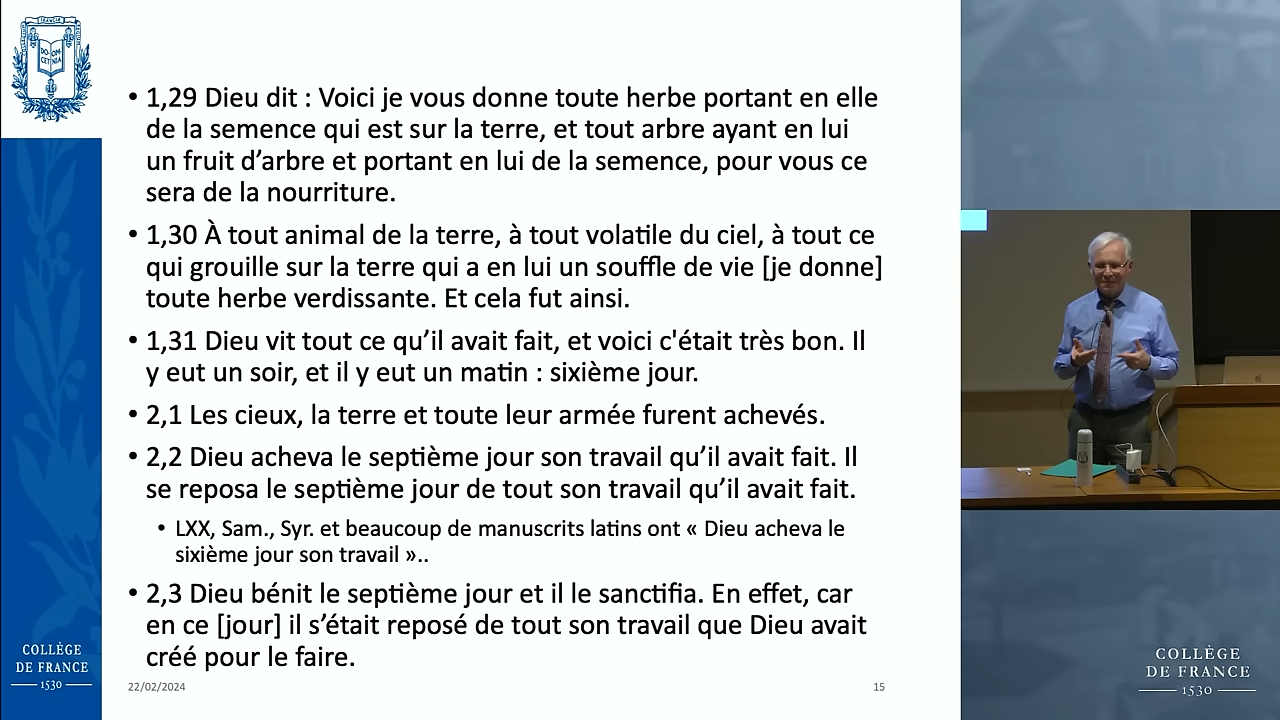 • 1,29 Dieu dit : Voici je vous donne toute herbe portant en elle
de la semence qui est sur la terre, et tout arbre ayant en lui
un fruit d’arbre et portant en lui de la semence, pour vous ce
sera de la nourriture.
• 1,30 À tout animal de la terre, à tout volatile du ciel, à tout ce
qui grouille sur la terre qui a en lui un souffle de vie [je donne]
toute herbe verdissante. Et cela fut ainsi.
• 1,31 Dieu vit tout ce qu’il avait fait, et voici c'était très bon. Il
y eut un soir, et il y eut un matin : sixième jour.
• 2,1 Les cieux, la terre et toute leur armée furent achevés.
• 2,2 Dieu acheva le septième jour son travail qu’il avait fait. Il
se reposa le septième jour de tout son travail qu’il avait fait.
• LXX, Sam., Syr. et beaucoup de manuscrits latins ont « Dieu acheva le
sixième jour son travail »..
• 2,3 Dieu bénit le septième jour et il le sanctifia. En effet, car
en ce [jour] il s’était reposé de tout son travail que Dieu avait
créé pour le faire.
22/02/2024
15
COLLÈGE
DE FRANCE
1530
COLLÈGE
DE FRANCE
1530